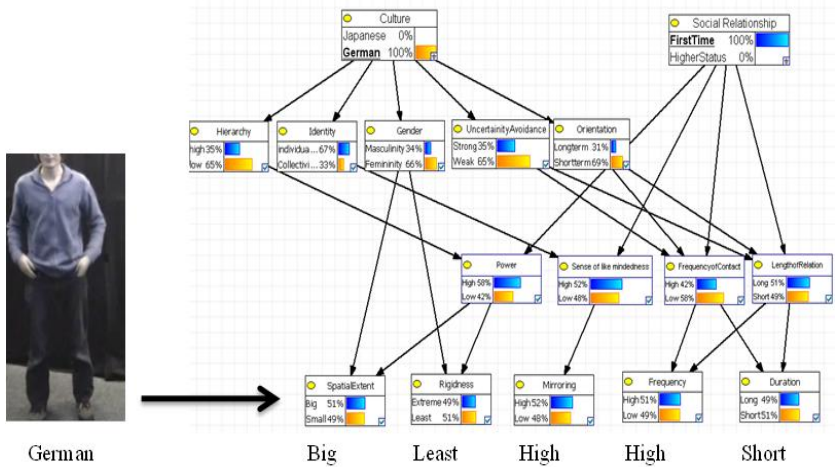 Culture
Japanese 0%
German 100%
Social Relationship
FirstTime 100%
HigherStatus 0%
Hierarchy
high 35%
low 65%
Identity
individua....67%
Collectivi....33%
Gender
Masculinity 34%
Femininity 66%
UncertainityAvoidance
Strong 35%
Weak 65%
Orientation
Longterm 31%
Shortterm 69%
Power
High 58%
Low 42%
Sense of like mindedness
High 52%
Low 48%
FrequencyofContact
High 42%
Low 58%
LengthofRelation
Long 51%
Short 49%
SpatialExtent
Big 51%
Small 49%
Rigidness
Extreme 49%
Least 51%
Mirroring
High 52%
Low 48%
Frequency
High 51%
Low 49%
Duration
Long 49%
Short 51%
German Big Least High High Short